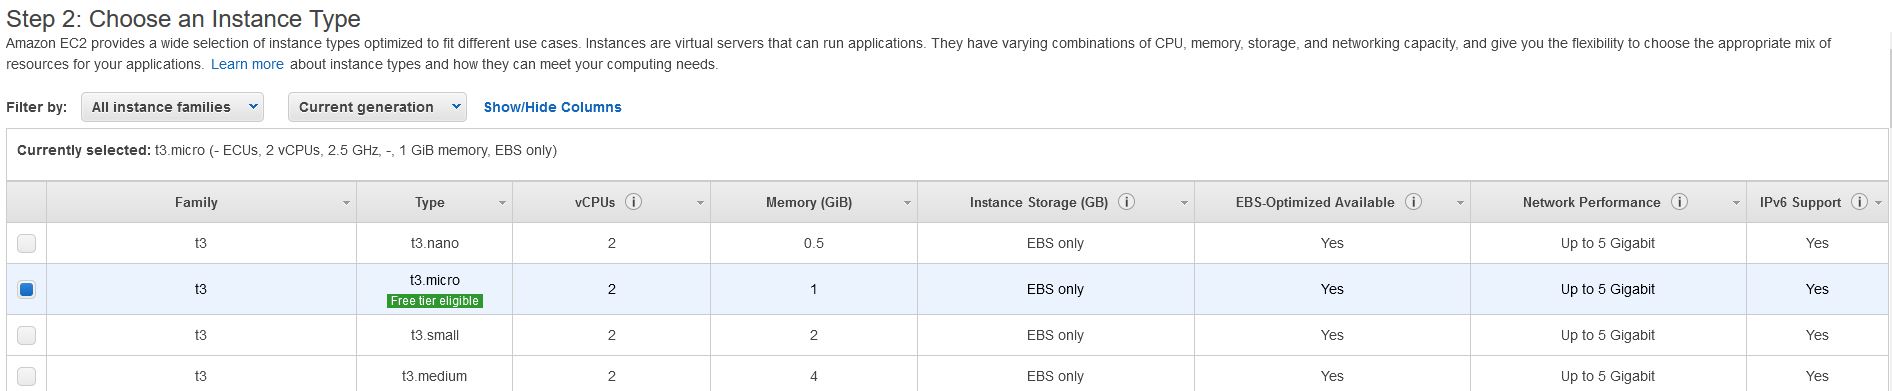 Step 2: Choose an Instance Type
Amazon EC2 provides a wide selection of instance types optimized to fit different use cases. Instances are virtual servers that can run applications. They have varying combinations of CPU, memory, storage, and networking capacity, and give you the flexibility to choose the appropriate mix of
resources for your applications. Learn more about instance types and how they can meet your computing needs.
Filter by: All instance families Current generation Show/Hide Columns
Currently selected: t3.micro (- ECUs, 2 vCPUs, 2.5 GHz, -, 1 GiB memory, EBS only)
Family Type vCPUs i Memory (GiB) Instance Storage (GB) i EBS-Optimized Available i Network Performance i IPv6 Support i
t3 t3.nano 2 0.5 EBS only Yes Up to 5 Gigabit Yes
t3 t3.micro 2 1 EBS only Yes Up to 5 Gigabit Yes
Free tier eligible
t3 t3.small 2 2 EBS only Yes Up to 5 Gigabit Yes
t3 t3.medium 2 4 EBS only Yes Up to 5 Gigabit Yes